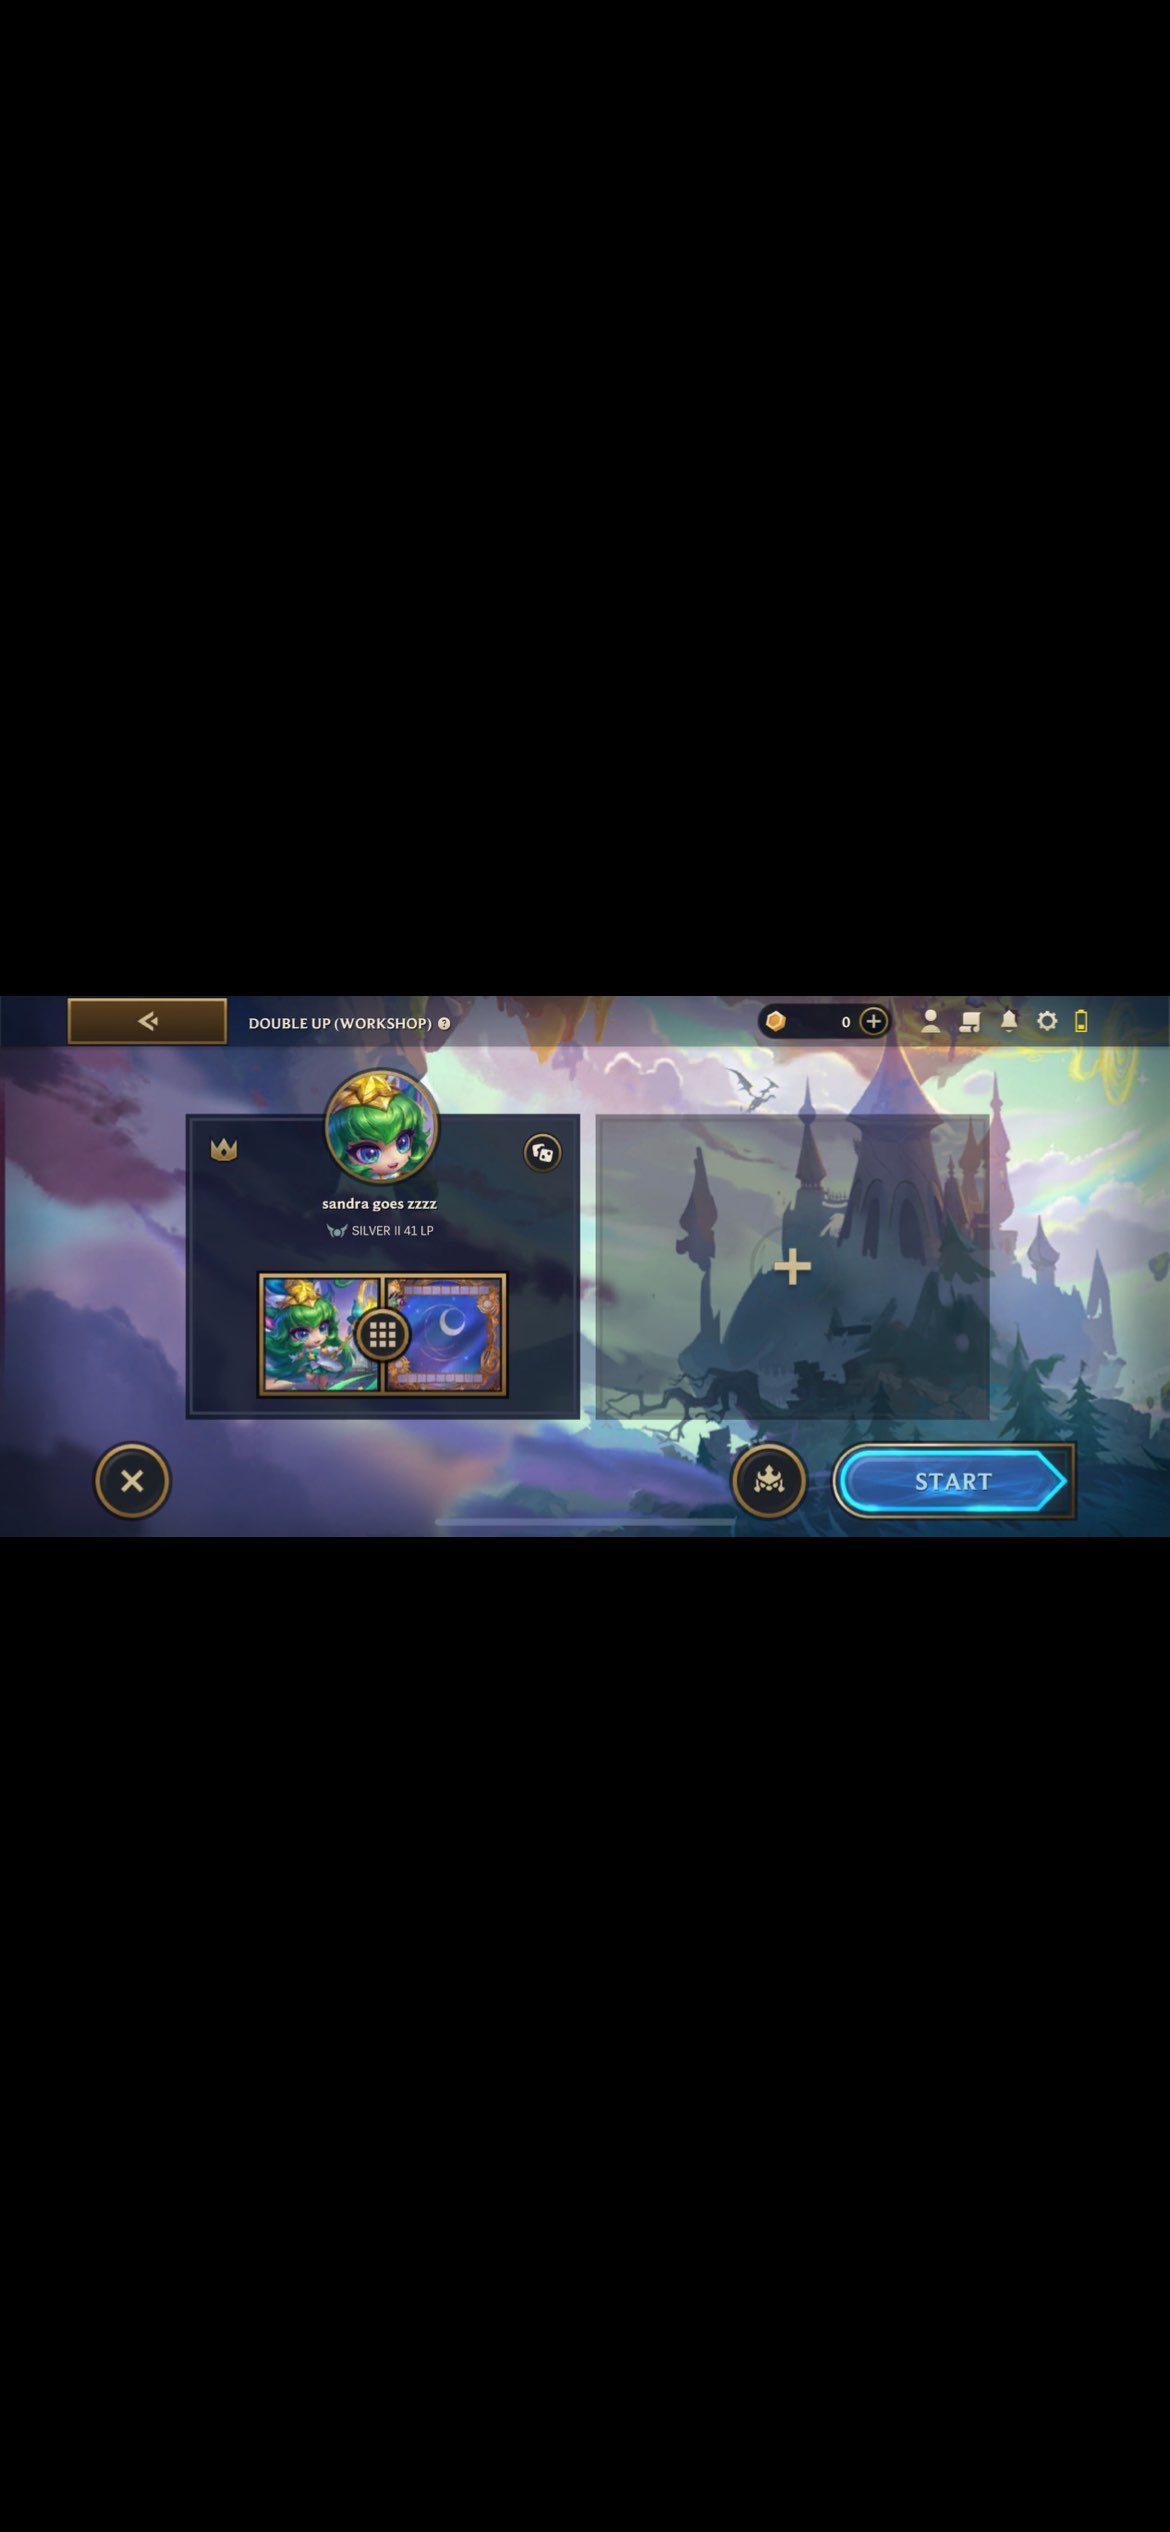 DOUBLE UP (WORKSHOP) ?
0
sandra goes zzzz
SILVER II 41 LP
START